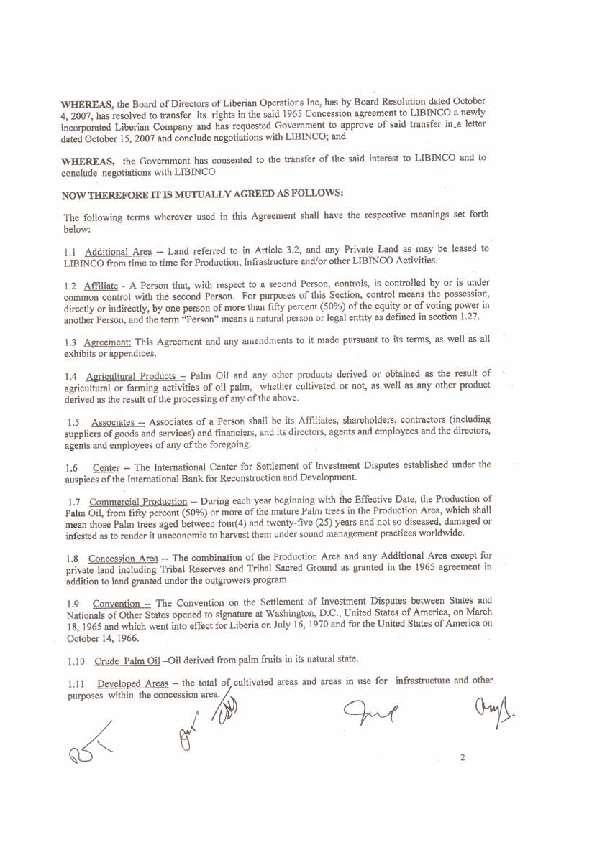 WHEREAS, the Board of Directors of Liberian Operations Inc, has by Board Resolution dated October
4, 2007, has resolved to transfer its rights in the said 1965 Concession agreement to LIBINCO a newly
incorporated Liberian Company and has requested Government to approve of said transfer in a letter
dated October 15, 2007 and conclude negotiations with LIBINCO; and
WHEREAS, the Government has consented to the transfer of the said interest to LIBINCO and to
conclude negotiations with LIBINCO
NOW THEREFORE IT IS MUTUALLY AGREED AS FOLLOWS:
The following terms wherever used in this Agreement shall have the respective meanings set forth
below:
1.1 Additional Area -- Land referred to in Article 3.2, and any Private Land as may be leased to
LIBINCO from time to time for Production, Infrastructure and/or other LIBINCO Activities.
1.2 Affiliate - A Person that, with respect to a second Person, controls, is controlled by or is under
common control with the second Person. For purposes of this Section, control means the possession,
directly or indirectly, by one person of more than fifty percent (50%) of the equity or of voting power in
another Person, and the term "Person" means a natural person or legal entity as defined in section 1.27.
1.3 Agreement: This Agreement and any amendments to it made pursuant to its terms, as well as all
exhibits or appendices.
1.4 Agricultural Products – Palm Oil and any other products derived or obtained as the result of
agricultural or farming activities of oil palm, whether cultivated or not, as well as any other product
derived as the result of the processing of any of the above.
1.5 Associates -- Associates of a Person shall be its Affiliates, shareholders, contractors (including
suppliers of goods and services) and financiers, and its directors, agents and employees and the directors,
agents and employees of any of the foregoing.
1.6 Center – The International Center for Settlement of Investment Disputes established under the
auspices of the International Bank for Reconstruction and Development.
1.7 Commercial Production -- During each year beginning with the Effective Date, the Production of
Palm Oil, from fifty percent (50%) or more of the mature Palm trees in the Production Area, which shall
mean those Palm trees aged between four(4) and twenty-five (25) years and not so diseased, damaged or
infested as to render it uneconomic to harvest them under sound management practices worldwide.
1.8 Concession Area -- The combination of the Production Area and any Additional Area except for
private land including Tribal Reserves and Tribal Sacred Ground as granted in the 1965 agreement in
addition to land granted under the outgrowers program
1.9 Convention -- The Convention on the Settlement of Investment Disputes between States and
Nationals of Other States opened to signature at Washington, D.C., United States of America, on March
18, 1965 and which went into effect for Liberia on July 16, 1970 and for the United States of America on
October 14, 1966.
1.10 Crude Palm Oil –Oil derived from palm fruits in its natural state.
1.11 Developed Areas – the total of cultivated areas and areas in use for infrastructure and other
purposes within the concession area.
2